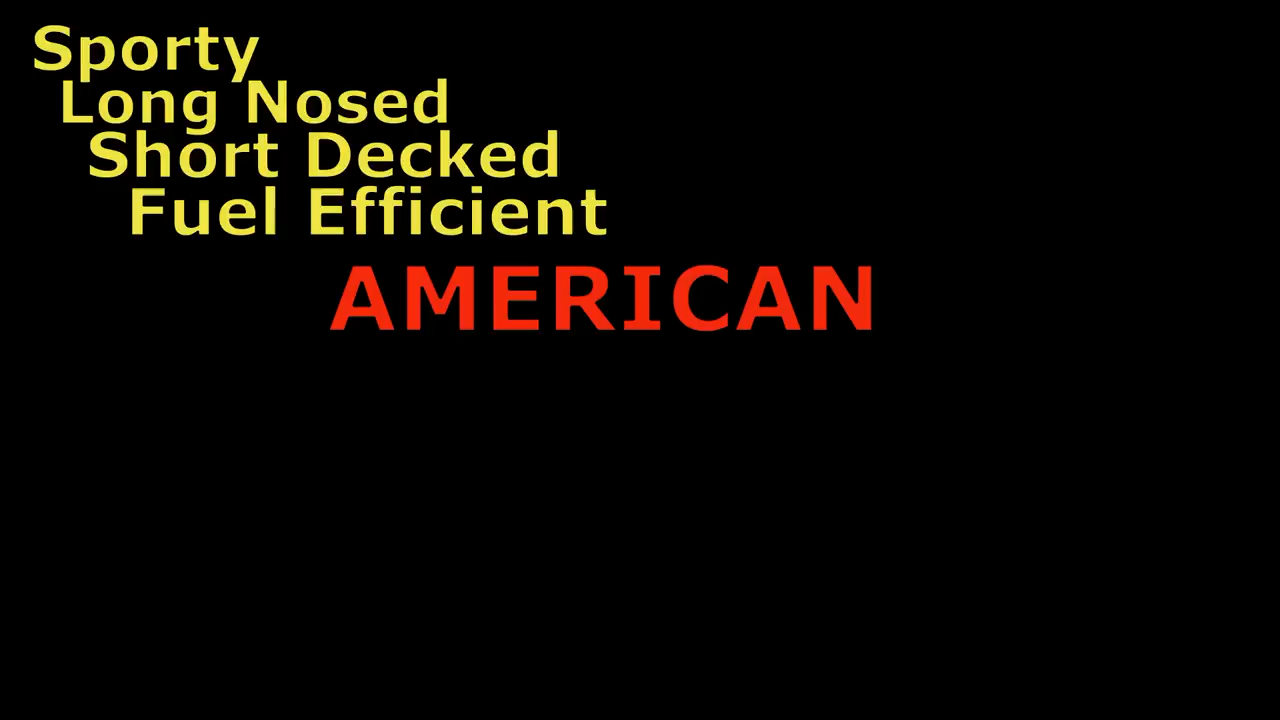 Sporty
Long Nosed
Short Decked
Fuel Efficient
AMERICAN